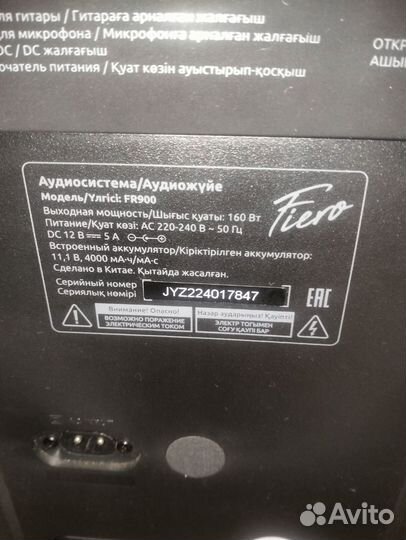 ля гитары / Гитараға арналған жалғағыш
ля микрофона / Микрофонға арналған жалғағыш
DC / DC жалғағыш
ючатель питания / Қуат көзін ауыстырып-қосқыш
ОТКР
АШЫ
Аудиосистема/Аудиожүйе
Модель/Үлгісі: FR900
Выходная мощность/Шығыс қуаты: 160 Вт
Питание/Қуат көзі: AC 220-240 В ~ 50 Гц
DC 12 В 5 А
Встроенный аккумулятор/Кіріктірілген аккумулятор:
11,1 В, 4000 мА·ч/мА·с
Сделано в Китае. Қытайда жасалған.
Fiero
Серийный номер
Сериялық нөмірі
JYZ224017847
EAC
Внимание! Опасно!
ВОЗМОЖНО ПОРАЖЕНИЕ
ЭЛЕКТРИЧЕСКИМ ТОКОМ
Назар аударыңыз! Қауіпті!
ЭЛЕКТР ТОГЫМЕН
СОҒУ ҚАУПІ БАР
Avito